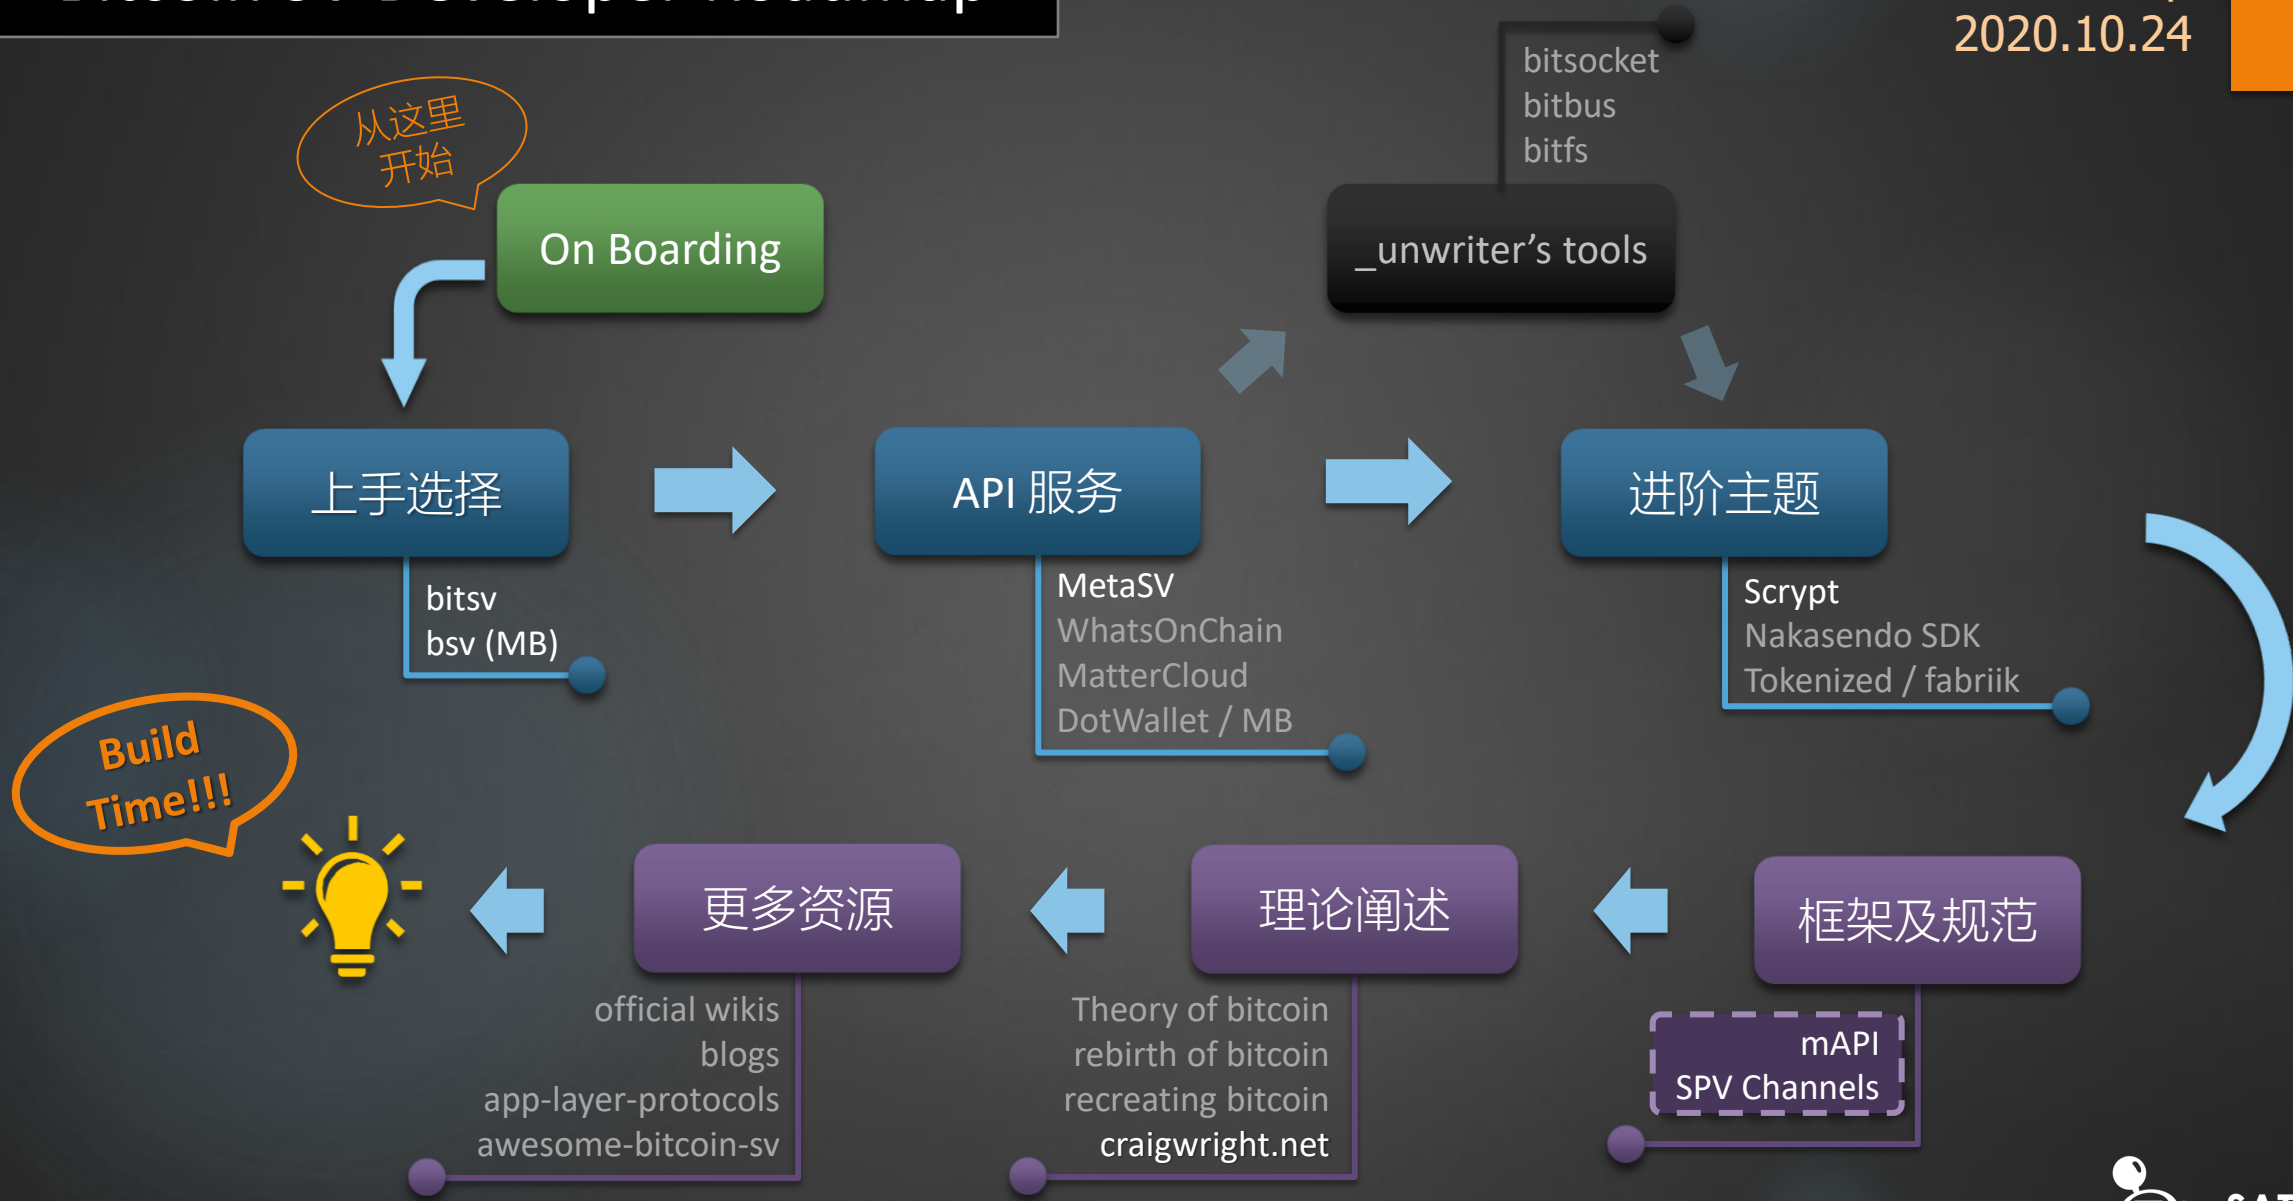 Bitcoin SV Developer Roadmap
2020.10.24
从这里
开始
On Boarding
bitsocket
bitbus
bitfs
_unwriter’s tools
上手选择
bitsv
bsv (MB)
API 服务
MetaSV
WhatsOnChain
MatterCloud
DotWallet / MB
进阶主题
Scrypt
Nakasendo SDK
Tokenized / fabriik
框架及规范
mAPI
SPV Channels
理论阐述
Theory of bitcoin
rebirth of bitcoin
recreating bitcoin
craigwright.net
更多资源
official wikis
blogs
app-layer-protocols
awesome-bitcoin-sv
Build
Time!!!